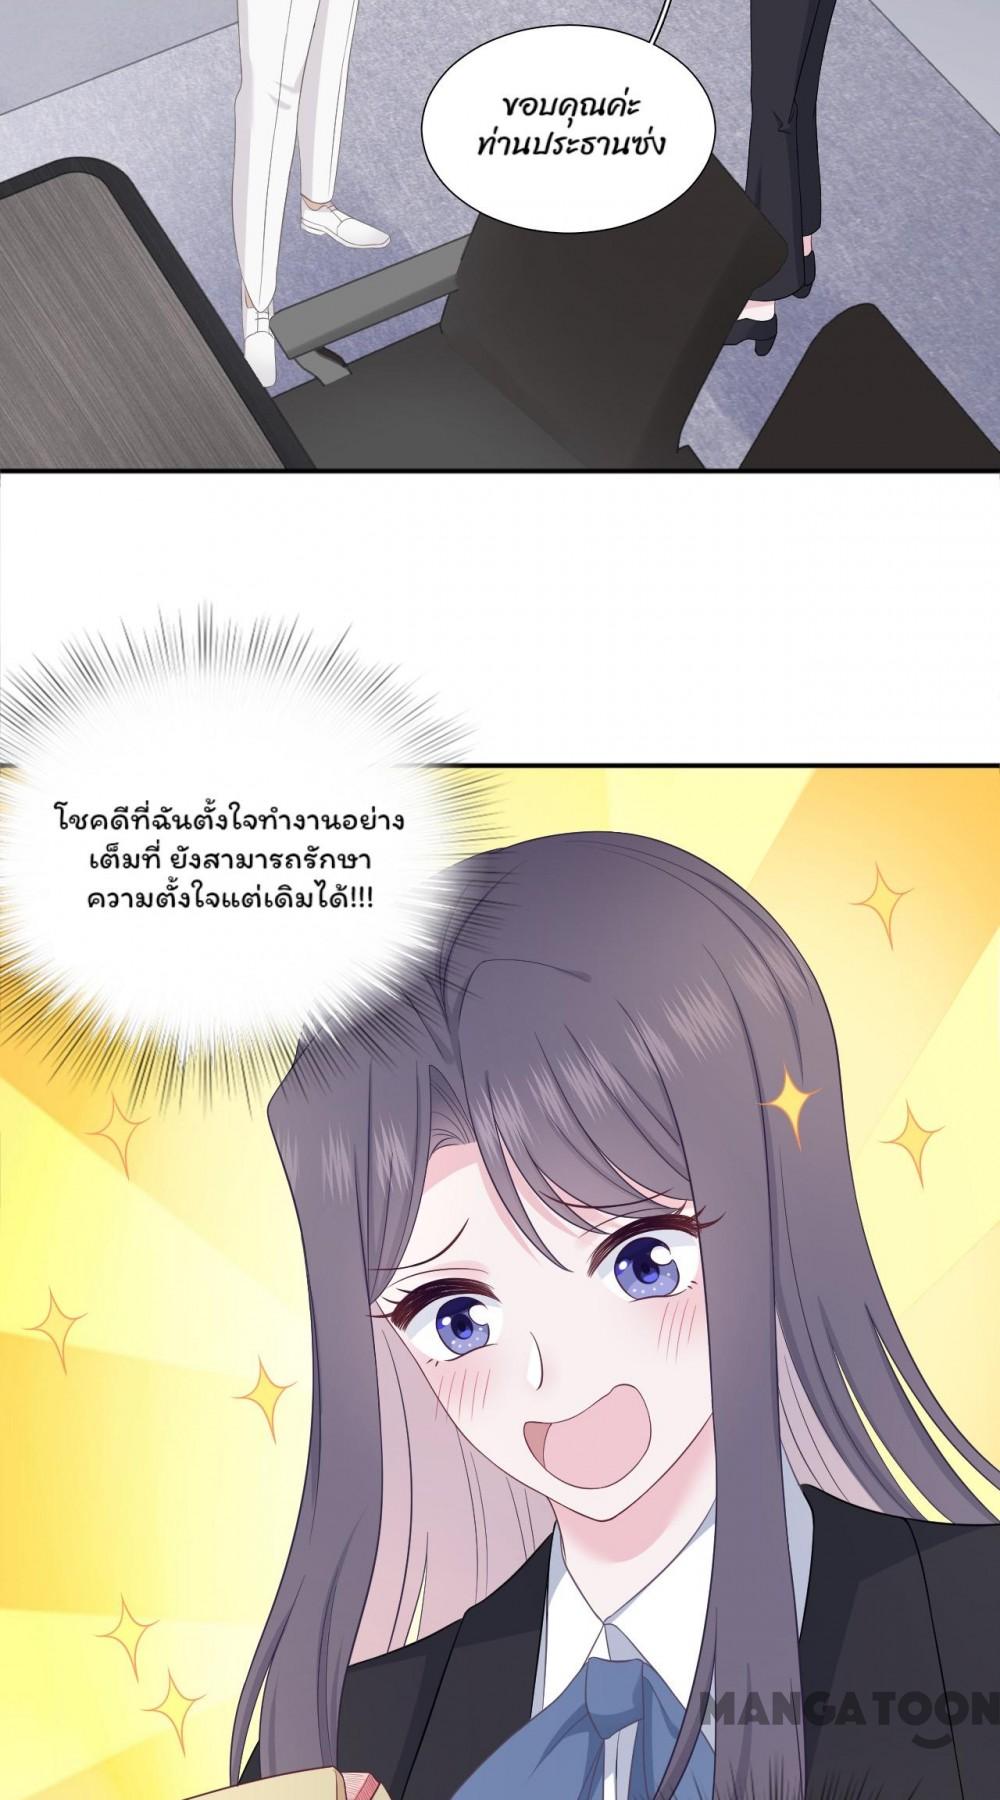 ขอบคุณค่ะ
ท่านประธานซ่ง
โชคดีที่ฉันตั้งใจทำงานอย่าง
เต็มที่ ยังสามารถรักษา
ความตั้งใจแต่เดิมได้!!!
MANGATOON